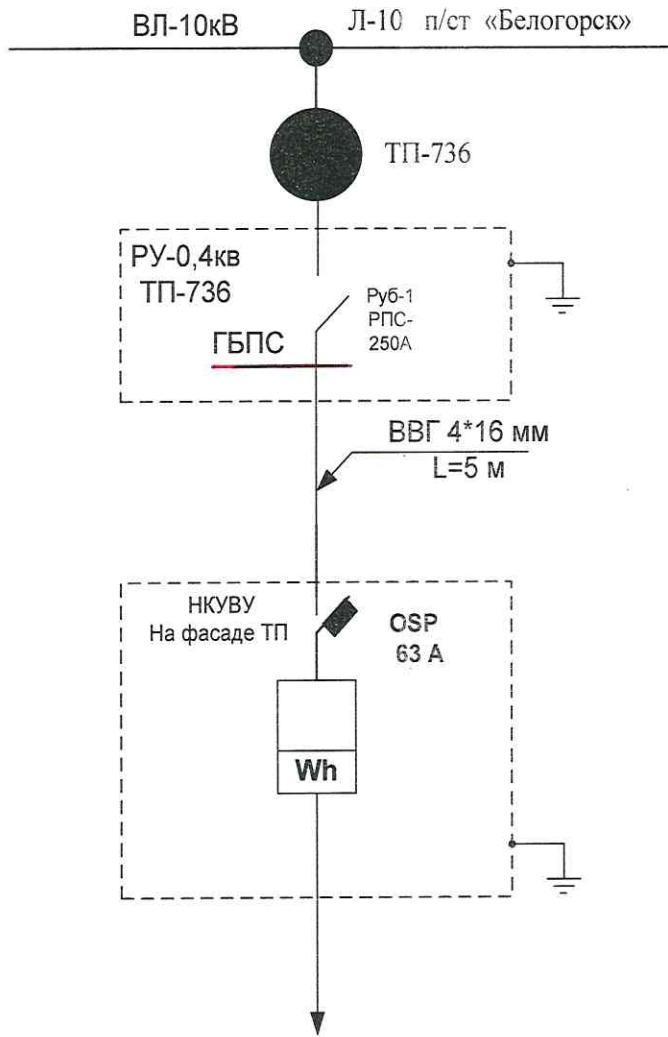 ВЛ-10кВ
Л-10 п/ст «Белогорск»
ТП-736
РУ-0,4кв
ТП-736
Руб-1
РПС-
250А
ГБПС
ВВГ 4*16 мм
L=5 м
НКУВУ
На фасаде ТП
OSP
63 А
Wh